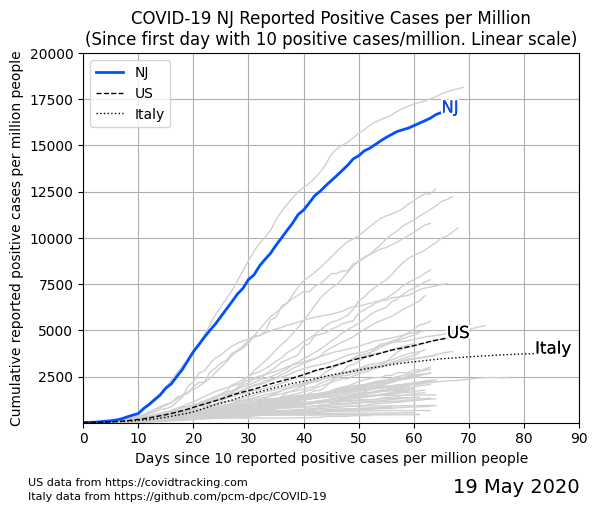 COVID-19 NJ Reported Positive Cases per Million
(Since first day with 10 positive cases/million. Linear scale)
Cumulative reported positive cases per million people
20000
17500
15000
12500
10000
7500
5000
2500
NJ
US
Italy
NJ
US
Italy
0 10 20 30 40 50 60 70 80 90
Days since 10 reported positive cases per million people
US data from https://covidtracking.com
Italy data from https://github.com/pcm-dpc/COVID-19
19 May 2020